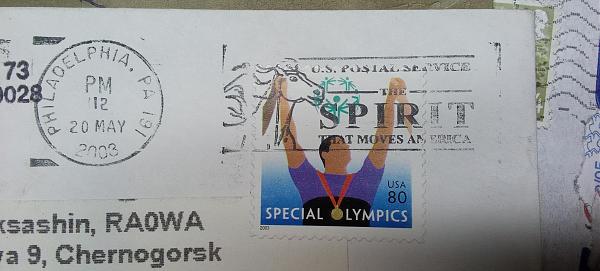 73
0028
PHILADELPHIA, PA 191
PM
12
20 MAY
2003
U.S. POSTAL SERVICE
THE
SPIRIT
THAT MOVES AMERICA
USA
80
SPECIAL OLYMPICS
2003
ksashin, RA0WA
va 9, Chernogorsk